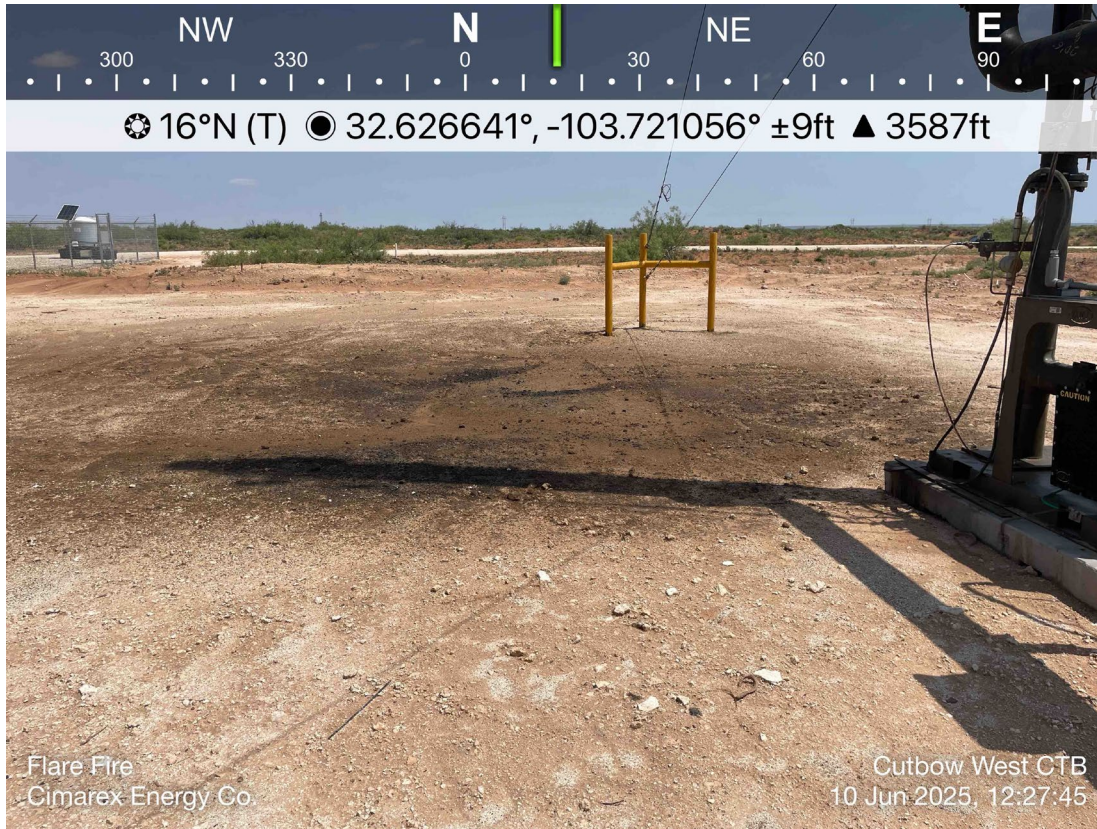 NW N NE E
300 330 0 30 60 90
16°N (T) 32.626641°, -103.721056° ±9ft ▲ 3587ft
CAUTION
Flare Fire
Cimarex Energy Co.
Cutbow West CTB
10 Jun 2025, 12:27:45